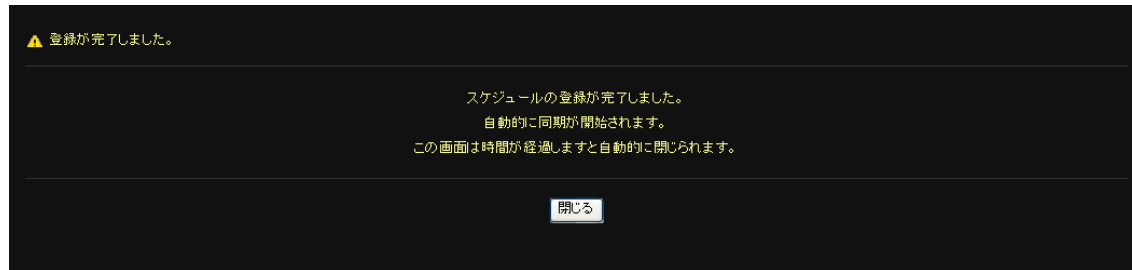 登録が完了しました。
スケジュールの登録が完了しました。
自動的に同期が開始されます。
この画面は時間が経過しますと自動的に閉じられます。
閉じる